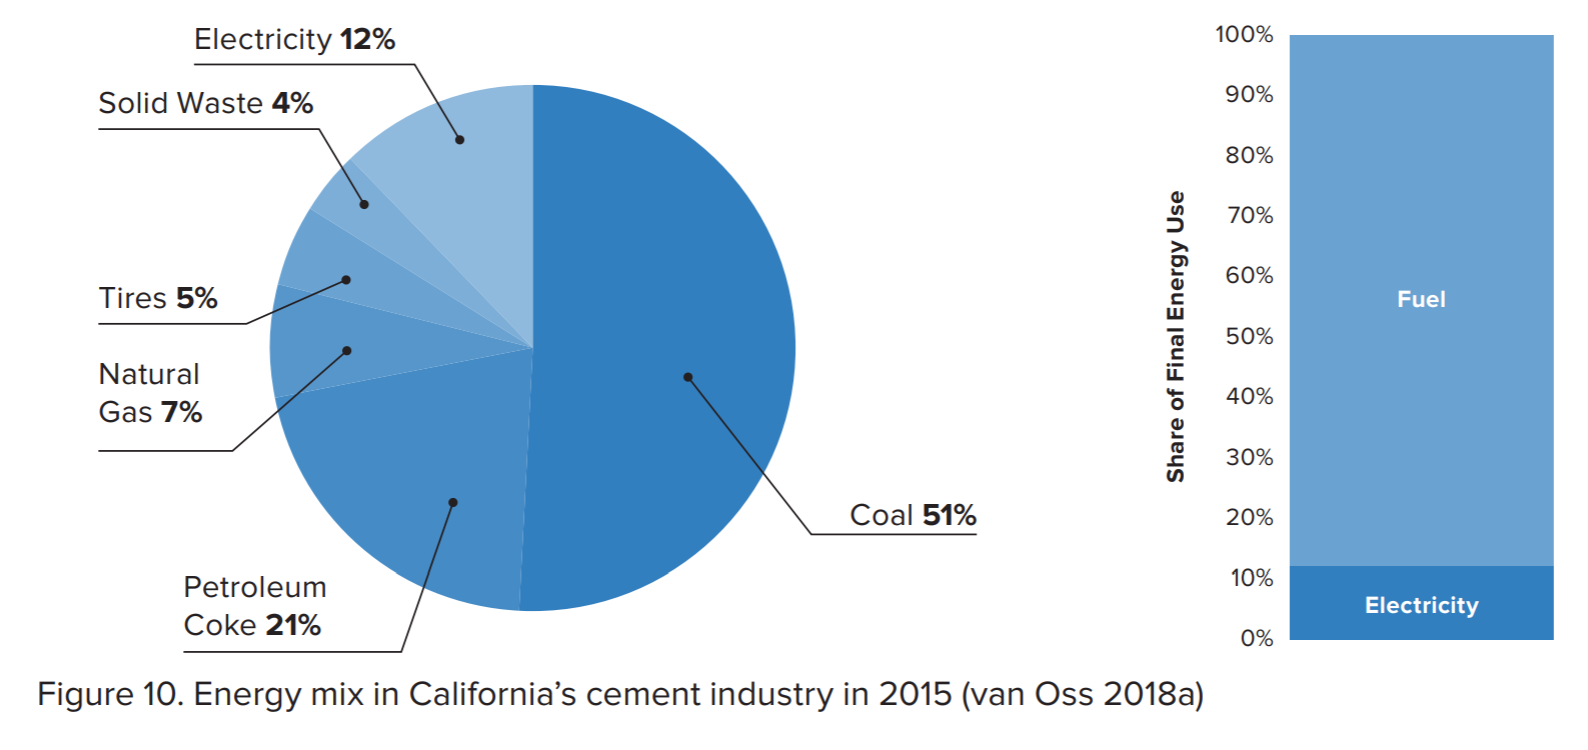 Electricity 12%
Solid Waste 4%
Tires 5%
Natural
Gas 7%
Petroleum
Coke 21%
Coal 51%
Share of Final Energy Use
100%
90%
80%
70%
60%
50%
40%
30%
20%
10%
0%
Fuel
Electricity
Figure 10. Energy mix in California’s cement industry in 2015 (van Oss 2018a)